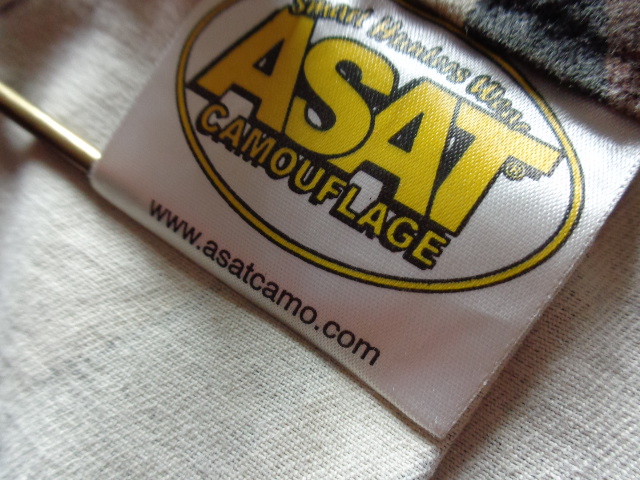 Smart Hunters Wear
ASAT®
CAMOUFLAGE
www.asatcamo.com